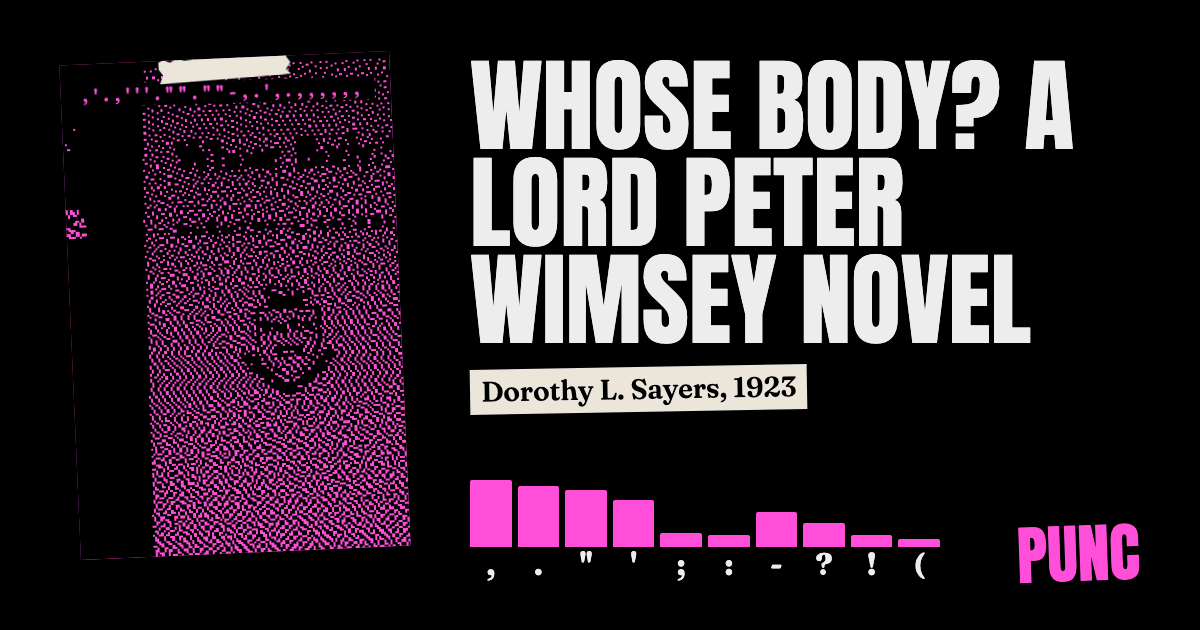 ,'.,'''."".""-,.',.,,,,,,
WHOSE BODY? A
LORD PETER
WIMSEY NOVEL
Dorothy L. Sayers, 1923
, . " ' ; : - ? ! (
PUNC